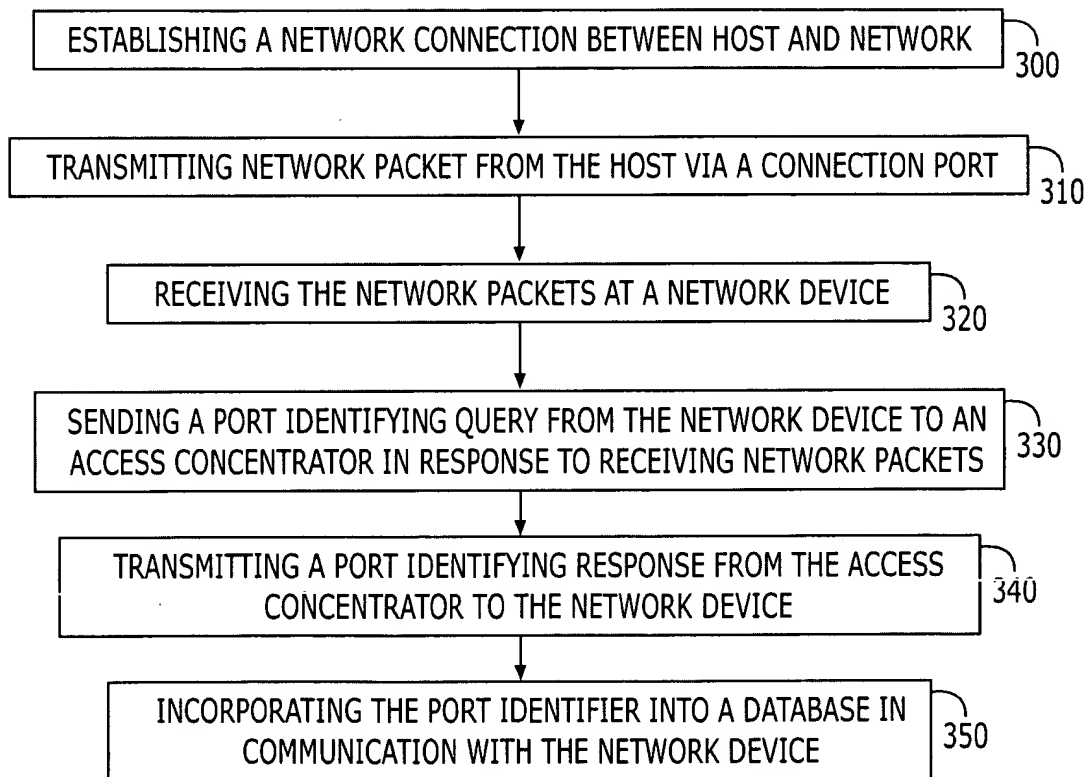 ESTABLISHING A NETWORK CONNECTION BETWEEN HOST AND NETWORK
300
TRANSMITTING NETWORK PACKET FROM THE HOST VIA A CONNECTION PORT
310
RECEIVING THE NETWORK PACKETS AT A NETWORK DEVICE
320
SENDING A PORT IDENTIFYING QUERY FROM THE NETWORK DEVICE TO AN
ACCESS CONCENTRATOR IN RESPONSE TO RECEIVING NETWORK PACKETS
330
TRANSMITTING A PORT IDENTIFYING RESPONSE FROM THE ACCESS
CONCENTRATOR TO THE NETWORK DEVICE
340
INCORPORATING THE PORT IDENTIFIER INTO A DATABASE IN
COMMUNICATION WITH THE NETWORK DEVICE
350